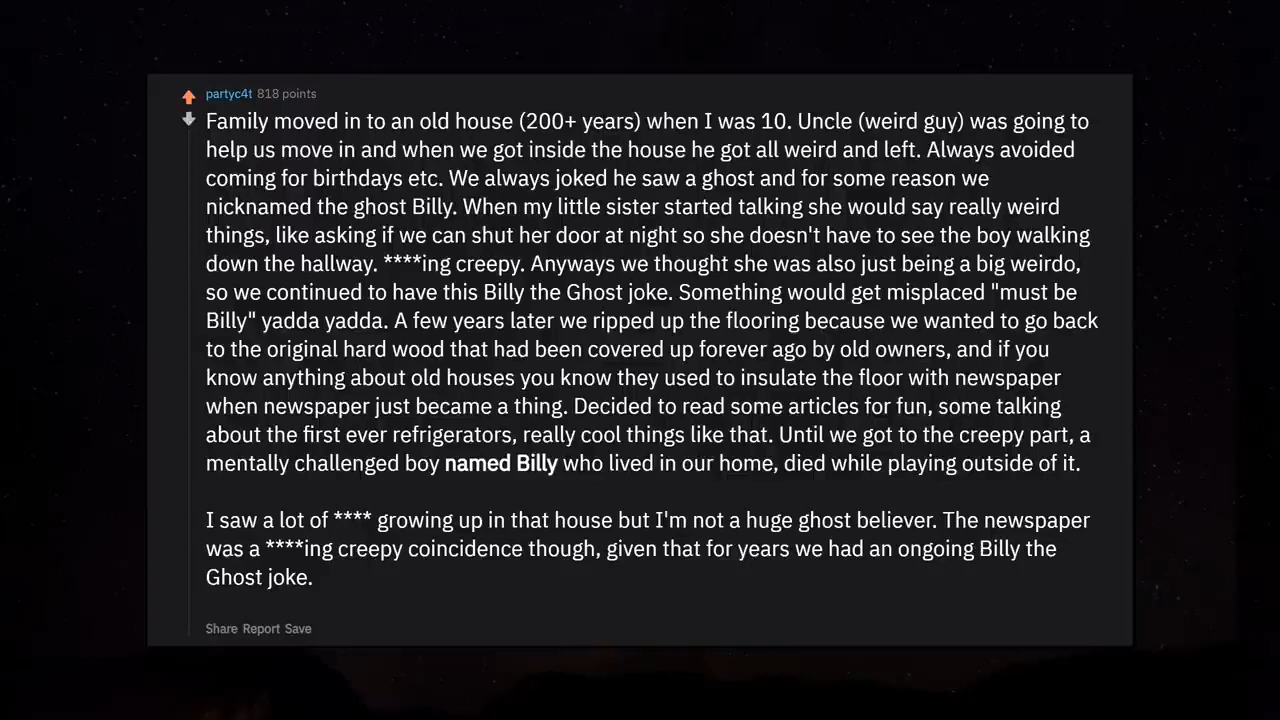 partyc4t 818 points
Family moved in to an old house (200+ years) when I was 10. Uncle (weird guy) was going to
help us move in and when we got inside the house he got all weird and left. Always avoided
coming for birthdays etc. We always joked he saw a ghost and for some reason we
nicknamed the ghost Billy. When my little sister started talking she would say really weird
things, like asking if we can shut her door at night so she doesn't have to see the boy walking
down the hallway. ****ing creepy. Anyways we thought she was also just being a big weirdo,
so we continued to have this Billy the Ghost joke. Something would get misplaced "must be
Billy" yadda yadda. A few years later we ripped up the flooring because we wanted to go back
to the original hard wood that had been covered up forever ago by old owners, and if you
know anything about old houses you know they used to insulate the floor with newspaper
when newspaper just became a thing. Decided to read some articles for fun, some talking
about the first ever refrigerators, really cool things like that. Until we got to the creepy part, a
mentally challenged boy named Billy who lived in our home, died while playing outside of it.
I saw a lot of **** growing up in that house but I'm not a huge ghost believer. The newspaper
was a ****ing creepy coincidence though, given that for years we had an ongoing Billy the
Ghost joke.
Share Report Save